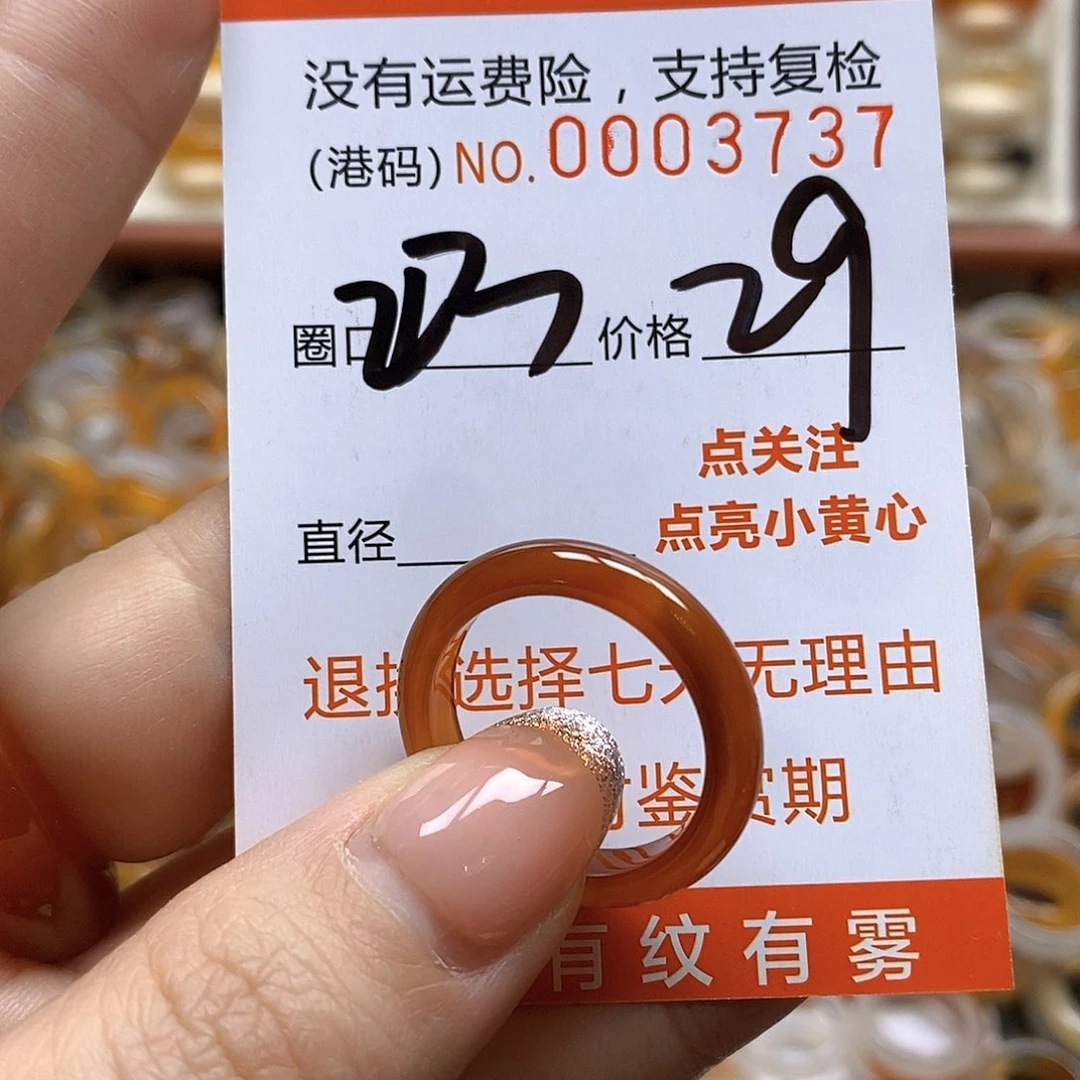 没有运费险，支持复检
(港码) NO.0003737
圈口 价格 29
点关注
直径 点亮小黄心
退 选择七天无理由
鉴赏期
有纹有雾